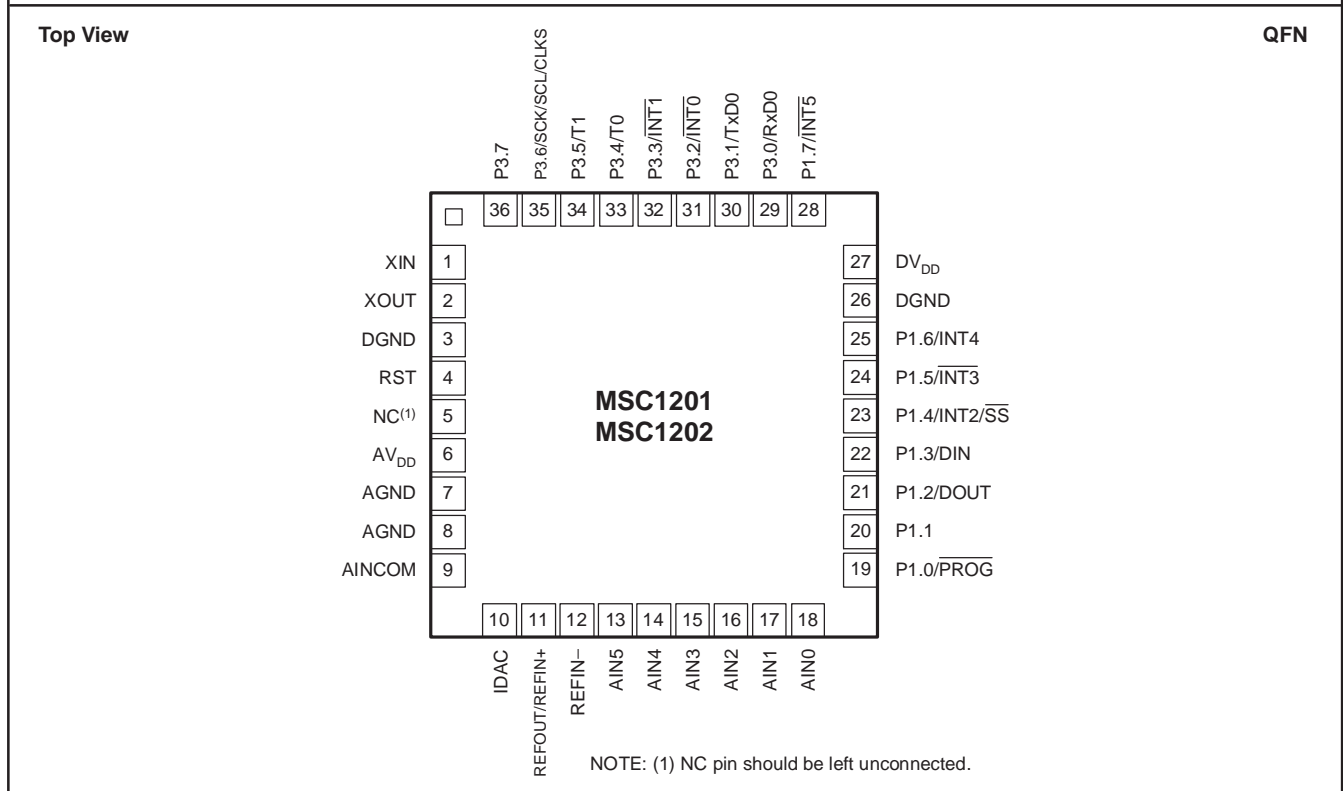 Top View
QFN
P3.7
P3.6/SCK/SCL/CLKS
P3.5/T1
P3.4/T0
P3.3/INT1
P3.2/INT0
P3.1/TxD0
P3.0/RxD0
P1.7/INT5
36 35 34 33 32 31 30 29 28
XIN 1
XOUT 2
DGND 3
RST 4
NC(1) 5
AVDD 6
AGND 7
AGND 8
AINCOM 9
MSC1201
MSC1202
27 DVDD
26 DGND
25 P1.6/INT4
24 P1.5/INT3
23 P1.4/INT2/SS
22 P1.3/DIN
21 P1.2/DOUT
20 P1.1
19 P1.0/PROG
10 11 12 13 14 15 16 17 18
IDAC
REFOUT/REFIN+
REFIN−
AIN5
AIN4
AIN3
AIN2
AIN1
AIN0
NOTE: (1) NC pin should be left unconnected.